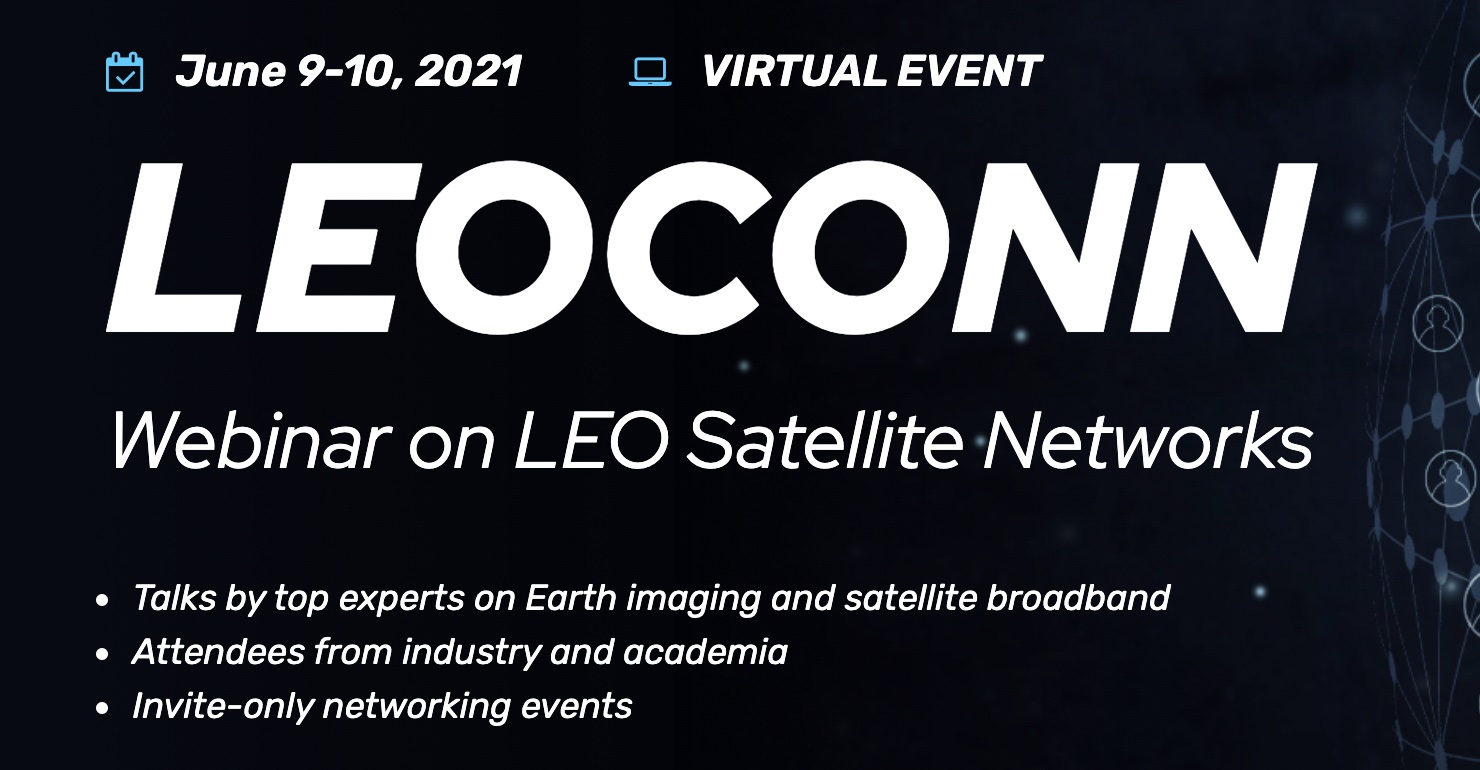 June 9-10, 2021 VIRTUAL EVENT
LEOCONN
Webinar on LEO Satellite Networks
• Talks by top experts on Earth imaging and satellite broadband
• Attendees from industry and academia
• Invite-only networking events